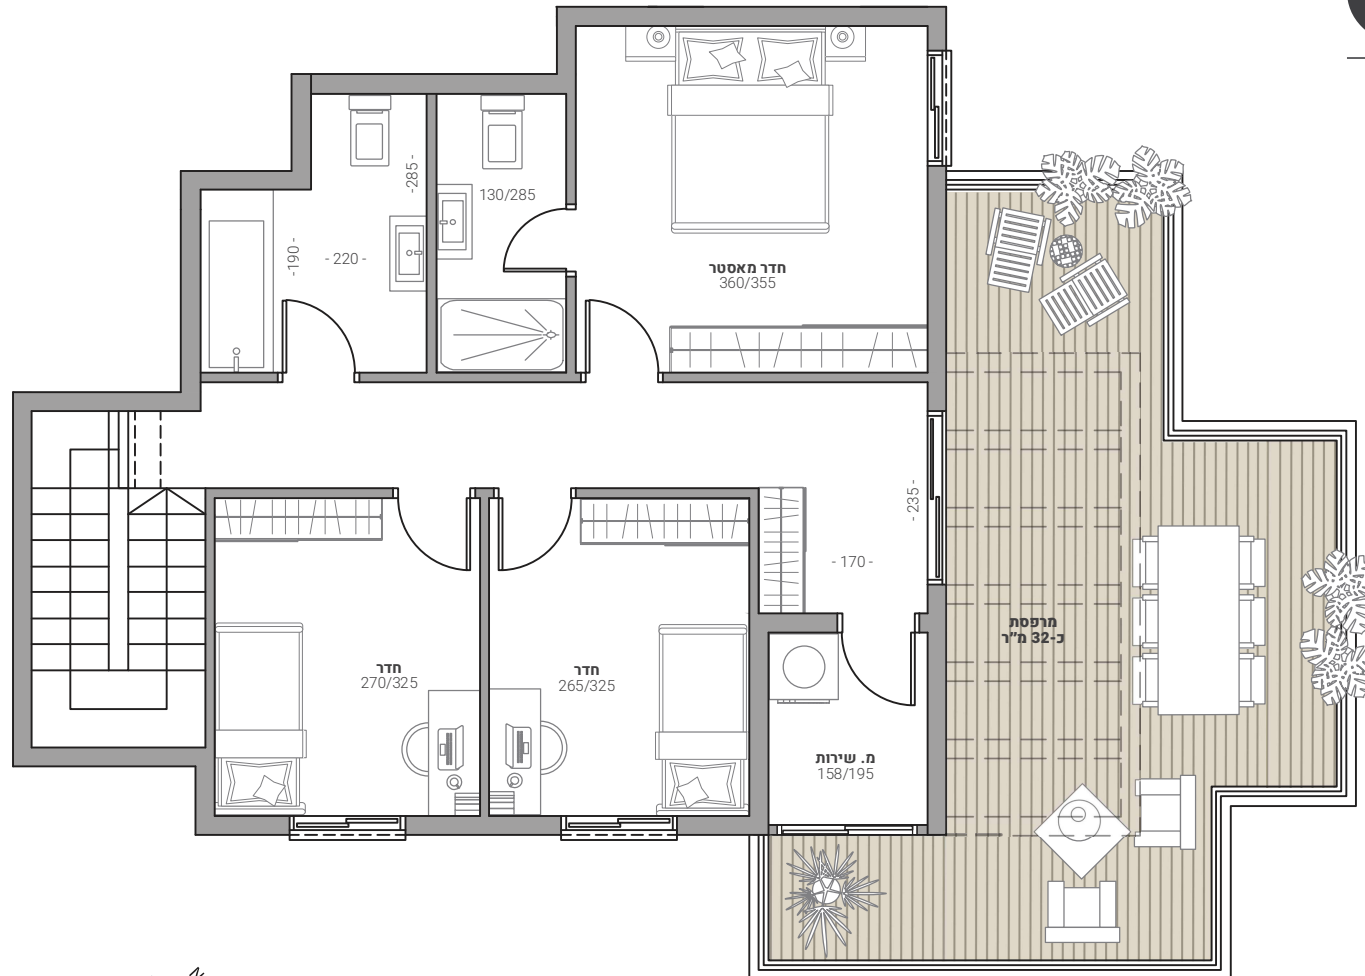 -285-
130/285
-190-
- 220 -
חדר מאסטר
360/355
-235-
- 170 -
מרפסת
כ-32 מ״ר
חדר
270/325
חדר
265/325
מ. שירות
158/195